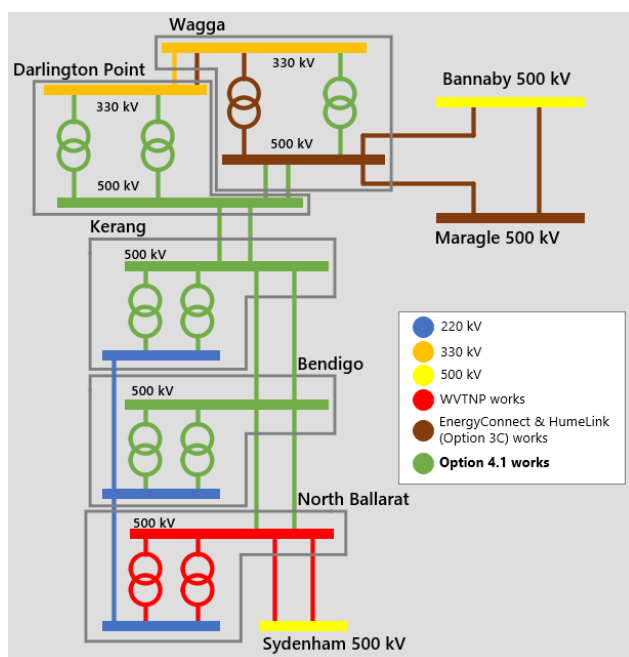 Wagga
330 kV
Darlington Point
330 kV
Bannaby 500 kV
500 kV
500 kV
Maragle 500 kV
Kerang
500 kV
220 kV
330 kV
500 kV
WVTNP works
EnergyConnect & HumeLink
(Option 3C) works
Option 4.1 works
Bendigo
500 kV
North Ballarat
500 kV
Sydenham 500 kV